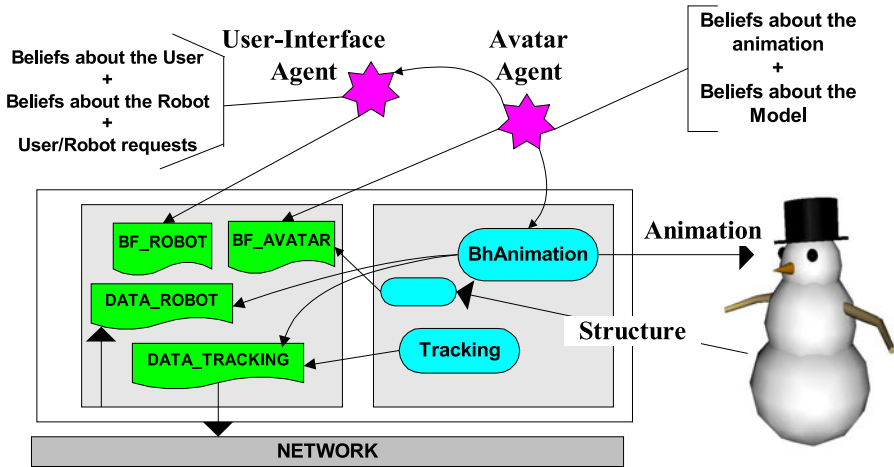 Beliefs about the User
+
Beliefs about the Robot
+
User/Robot requests
User-Interface
Agent
Avatar
Agent
Beliefs about the
animation
+
Beliefs about the
Model
BF_ROBOT
BF_AVATAR
DATA_ROBOT
DATA_TRACKING
BhAnimation
Tracking
Animation
Structure
NETWORK